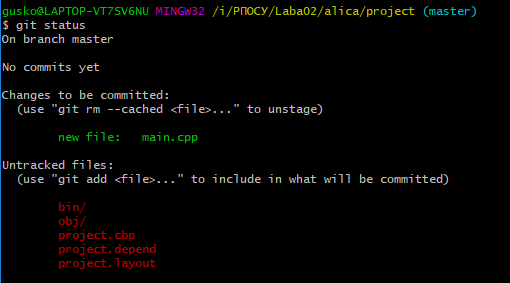 gusko@LAPTOP-VT7SV6NU MINGW32 /i/РПОСУ/Laba02/alica/project (master)
$ git status
On branch master
No commits yet
Changes to be committed:
(use "git rm --cached <file>..." to unstage)
new file:   main.cpp
Untracked files:
(use "git add <file>..." to include in what will be committed)
bin/
obj/
project.cbp
project.depend
project.layout